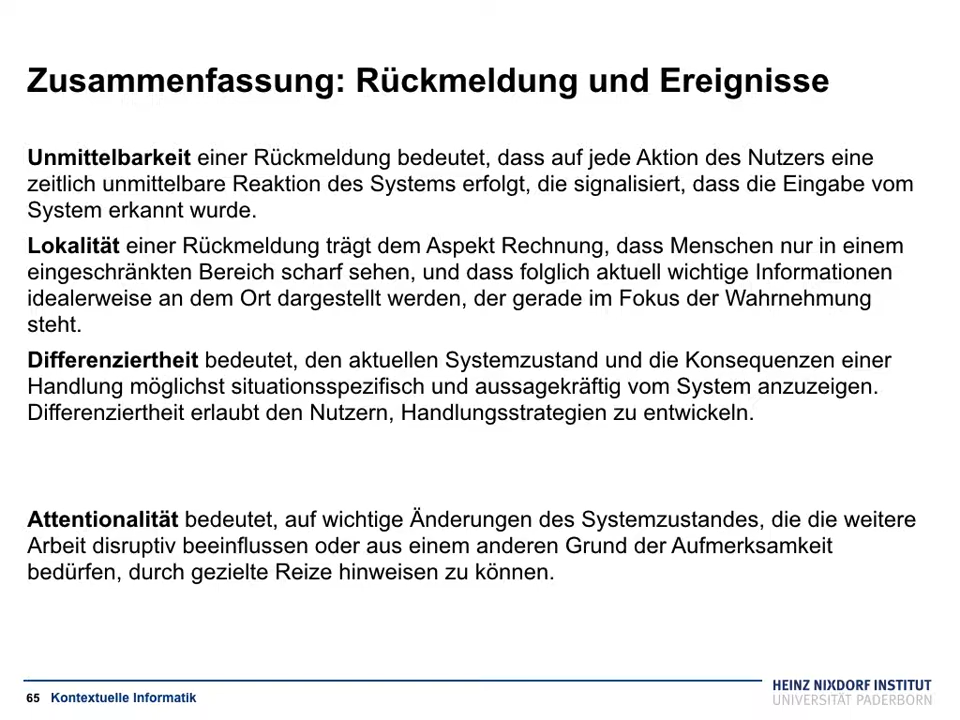 Zusammenfassung: Rückmeldung und Ereignisse
Unmittelbarkeit einer Rückmeldung bedeutet, dass auf jede Aktion des Nutzers eine
zeitlich unmittelbare Reaktion des Systems erfolgt, die signalisiert, dass die Eingabe vom
System erkannt wurde.
Lokalität einer Rückmeldung trägt dem Aspekt Rechnung, dass Menschen nur in einem
eingeschränkten Bereich scharf sehen, und dass folglich aktuell wichtige Informationen
idealerweise an dem Ort dargestellt werden, der gerade im Fokus der Wahrnehmung
steht.
Differenziertheit bedeutet, den aktuellen Systemzustand und die Konsequenzen einer
Handlung möglichst situationsspezifisch und aussagekräftig vom System anzuzeigen.
Differenziertheit erlaubt den Nutzern, Handlungsstrategien zu entwickeln.
Attentionalität bedeutet, auf wichtige Änderungen des Systemzustandes, die die weitere
Arbeit disruptiv beeinflussen oder aus einem anderen Grund der Aufmerksamkeit
bedürfen, durch gezielte Reize hinweisen zu können.
65 Kontextuelle Informatik
HEINZ NIXDORF INSTITUT
UNIVERSITÄT PADERBORN